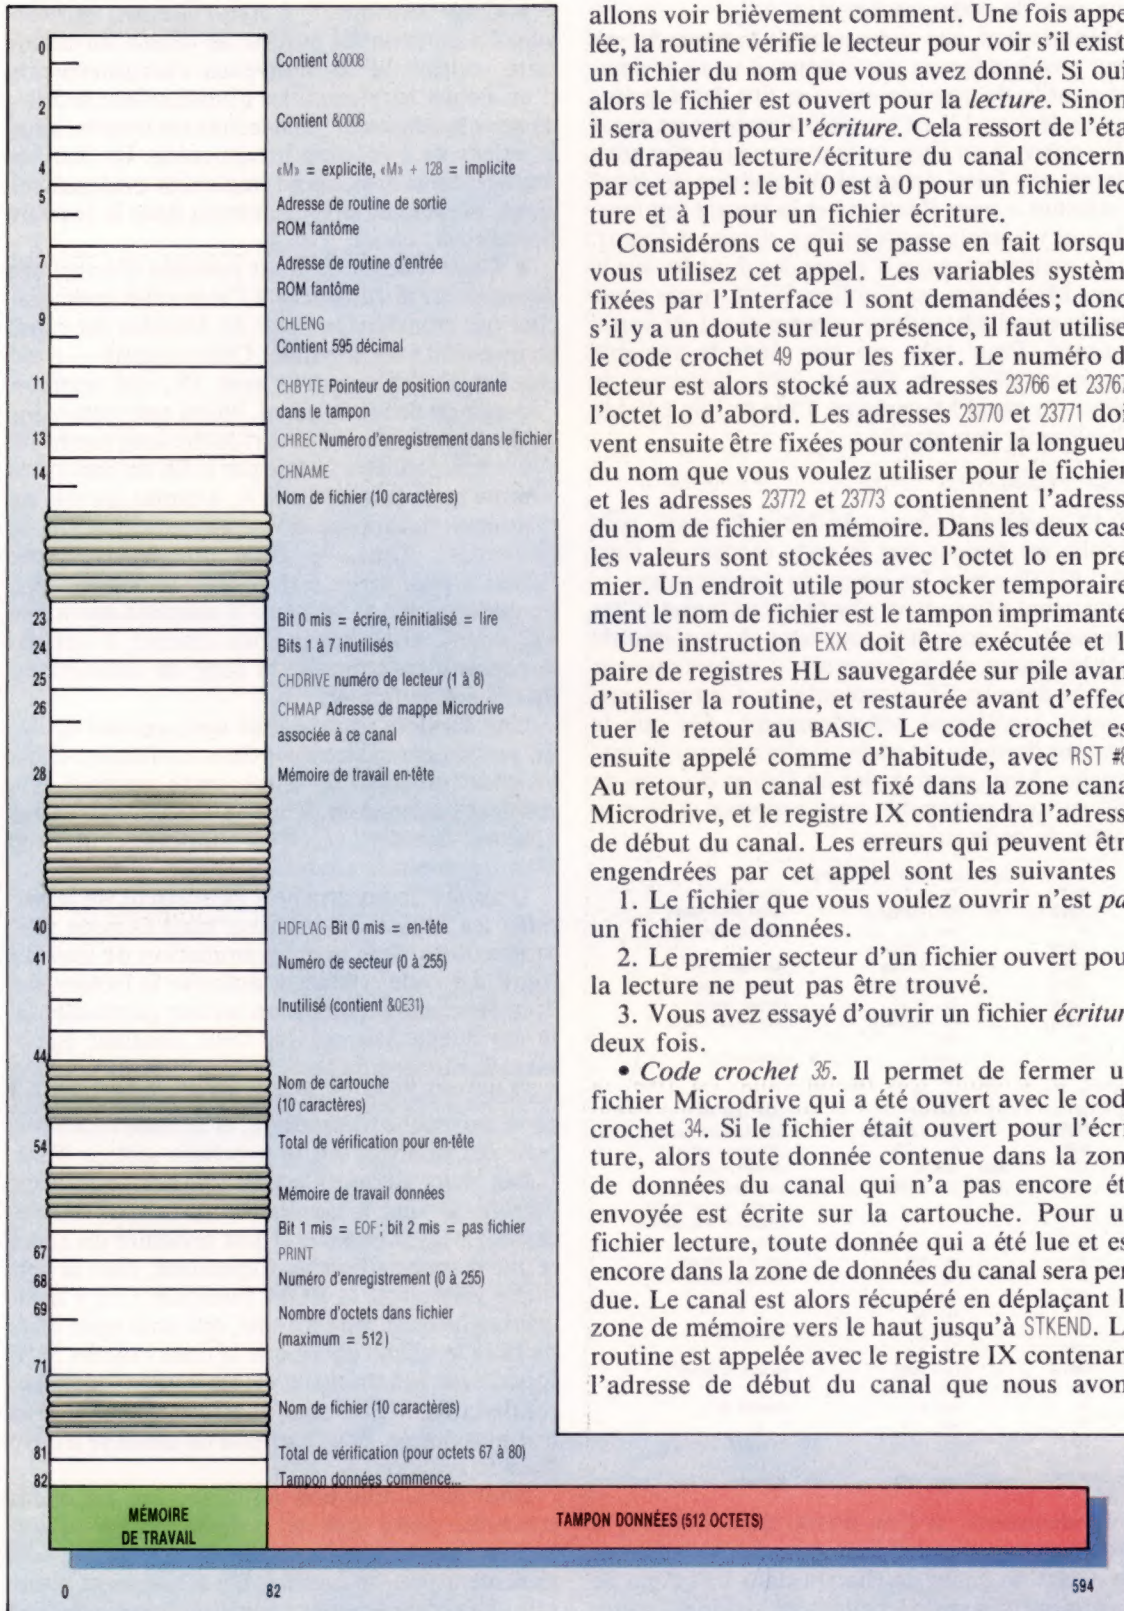 0
Contient &0008
2
Contient &0008
4
«M» = explicite, «M» + 128 = implicite
5
Adresse de routine de sortie
ROM fantôme
7
Adresse de routine d'entrée
ROM fantôme
9
CHLENG
Contient 595 décimal
11
CHBYTE Pointeur de position courante
dans le tampon
13
CHREC Numéro d'enregistrement dans le fichier
14
CHNAME
Nom de fichier (10 caractères)
23
Bit 0 mis = écrire, réinitialisé = lire
24
Bits 1 à 7 inutilisés
25
CHDRIVE numéro de lecteur (1 à 8)
26
CHMAP Adresse de mappe Microdrive
associée à ce canal
28
Mémoire de travail en-tête
40
HDFLAG Bit 0 mis = en-tête
41
Numéro de secteur (0 à 255)
Inutilisé (contient &0E31)
44
Nom de cartouche
(10 caractères)
54
Total de vérification pour en-tête
Mémoire de travail données
Bit 1 mis = EOF ; bit 2 mis = pas fichier
67
PRINT
68
Numéro d'enregistrement (0 à 255)
69
Nombre d'octets dans fichier
(maximum = 512)
71
Nom de fichier (10 caractères)
81
Total de vérification (pour octets 67 à 80)
82
Tampon données commence...
MÉMOIRE
DE TRAVAIL
TAMPON DONNÉES (512 OCTETS)
0
82
594
allons voir brièvement comment. Une fois appe
lée, la routine vérifie le lecteur pour voir s'il exist
un fichier du nom que vous avez donné. Si oui
alors le fichier est ouvert pour la lecture. Sinon
il sera ouvert pour l'écriture. Cela ressort de l'éta
du drapeau lecture/écriture du canal concern
par cet appel : le bit 0 est à 0 pour un fichier lec
ture et à 1 pour un fichier écriture.
Considérons ce qui se passe en fait lorsqu
vous utilisez cet appel. Les variables systèm
fixées par l'Interface 1 sont demandées ; donc
s'il y a un doute sur leur présence, il faut utilise
le code crochet 49 pour les fixer. Le numéro d
lecteur est alors stocké aux adresses 23766 et 23767
l'octet lo d'abord. Les adresses 23770 et 23771 doi
vent ensuite être fixées pour contenir la longueu
du nom que vous voulez utiliser pour le fichier
et les adresses 23772 et 23773 contiennent l'adress
du nom de fichier en mémoire. Dans les deux cas
les valeurs sont stockées avec l'octet lo en pre
mier. Un endroit utile pour stocker temporaire
ment le nom de fichier est le tampon imprimante
Une instruction EXX doit être exécutée et l
paire de registres HL sauvegardée sur pile avan
d'utiliser la routine, et restaurée avant d'effec
tuer le retour au BASIC. Le code crochet es
ensuite appelé comme d'habitude, avec RST #8
Au retour, un canal est fixé dans la zone cana
Microdrive, et le registre IX contiendra l'adress
de début du canal. Les erreurs qui peuvent êtr
engendrées par cet appel sont les suivantes
1. Le fichier que vous voulez ouvrir n'est pa
un fichier de données.
2. Le premier secteur d'un fichier ouvert pou
la lecture ne peut pas être trouvé.
3. Vous avez essayé d'ouvrir un fichier écritur
deux fois.
• Code crochet 35. Il permet de fermer u
fichier Microdrive qui a été ouvert avec le cod
crochet 34. Si le fichier était ouvert pour l'écri
ture, alors toute donnée contenue dans la zon
de données du canal qui n'a pas encore ét
envoyée est écrite sur la cartouche. Pour u
fichier lecture, toute donnée qui a été lue et es
encore dans la zone de données du canal sera per
due. Le canal est alors récupéré en déplaçant l
zone de mémoire vers le haut jusqu'à STKEND. L
routine est appelée avec le registre IX contenan
l'adresse de début du canal que nous avon